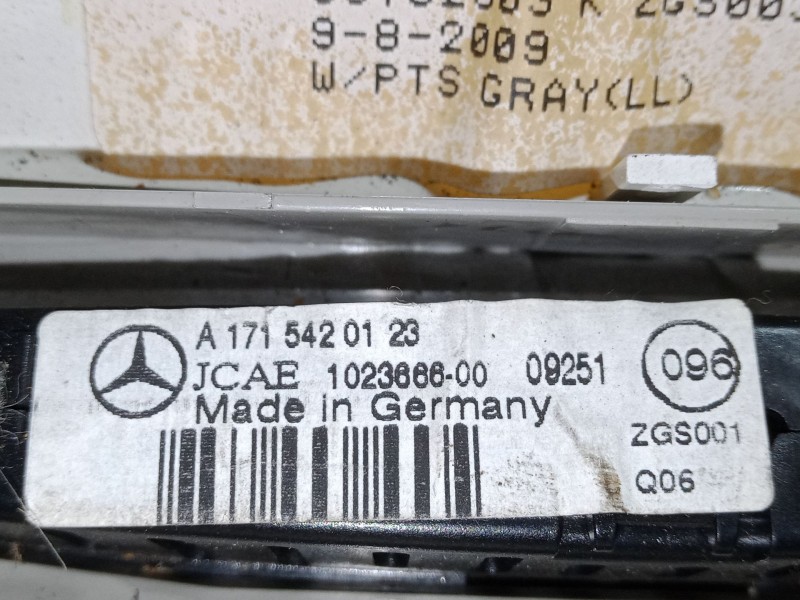 9-8-2009
W/PTS GRAY(LL)
A 171 542 01 23
JCAE 1023666-00 09251 096
Made in Germany
ZGS001
Q06